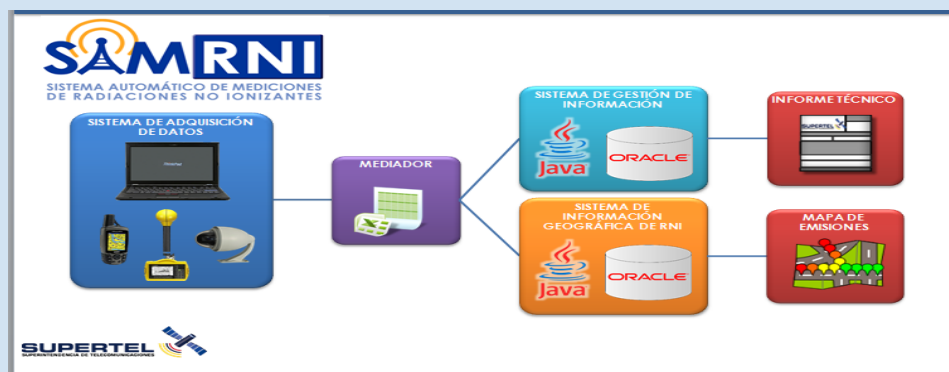 SAMRNI
SISTEMA AUTOMÁTICO DE MEDICIONES
DE RADIACIONES NO IONIZANTES
SISTEMA DE ADQUISICIÓN
DE DATOS
MEDIADOR
SISTEMA DE GESTIÓN DE
INFORMACIÓN
Java
ORACLE
INFORME TÉCNICO
SUPERTEL
SISTEMA DE
INFORMACIÓN
GEOGRÁFICA DE RNI
Java
ORACLE
MAPA DE
EMISIONES
SUPERTEL
SUPERINTENDENCIA DE TELECOMUNICACIONES